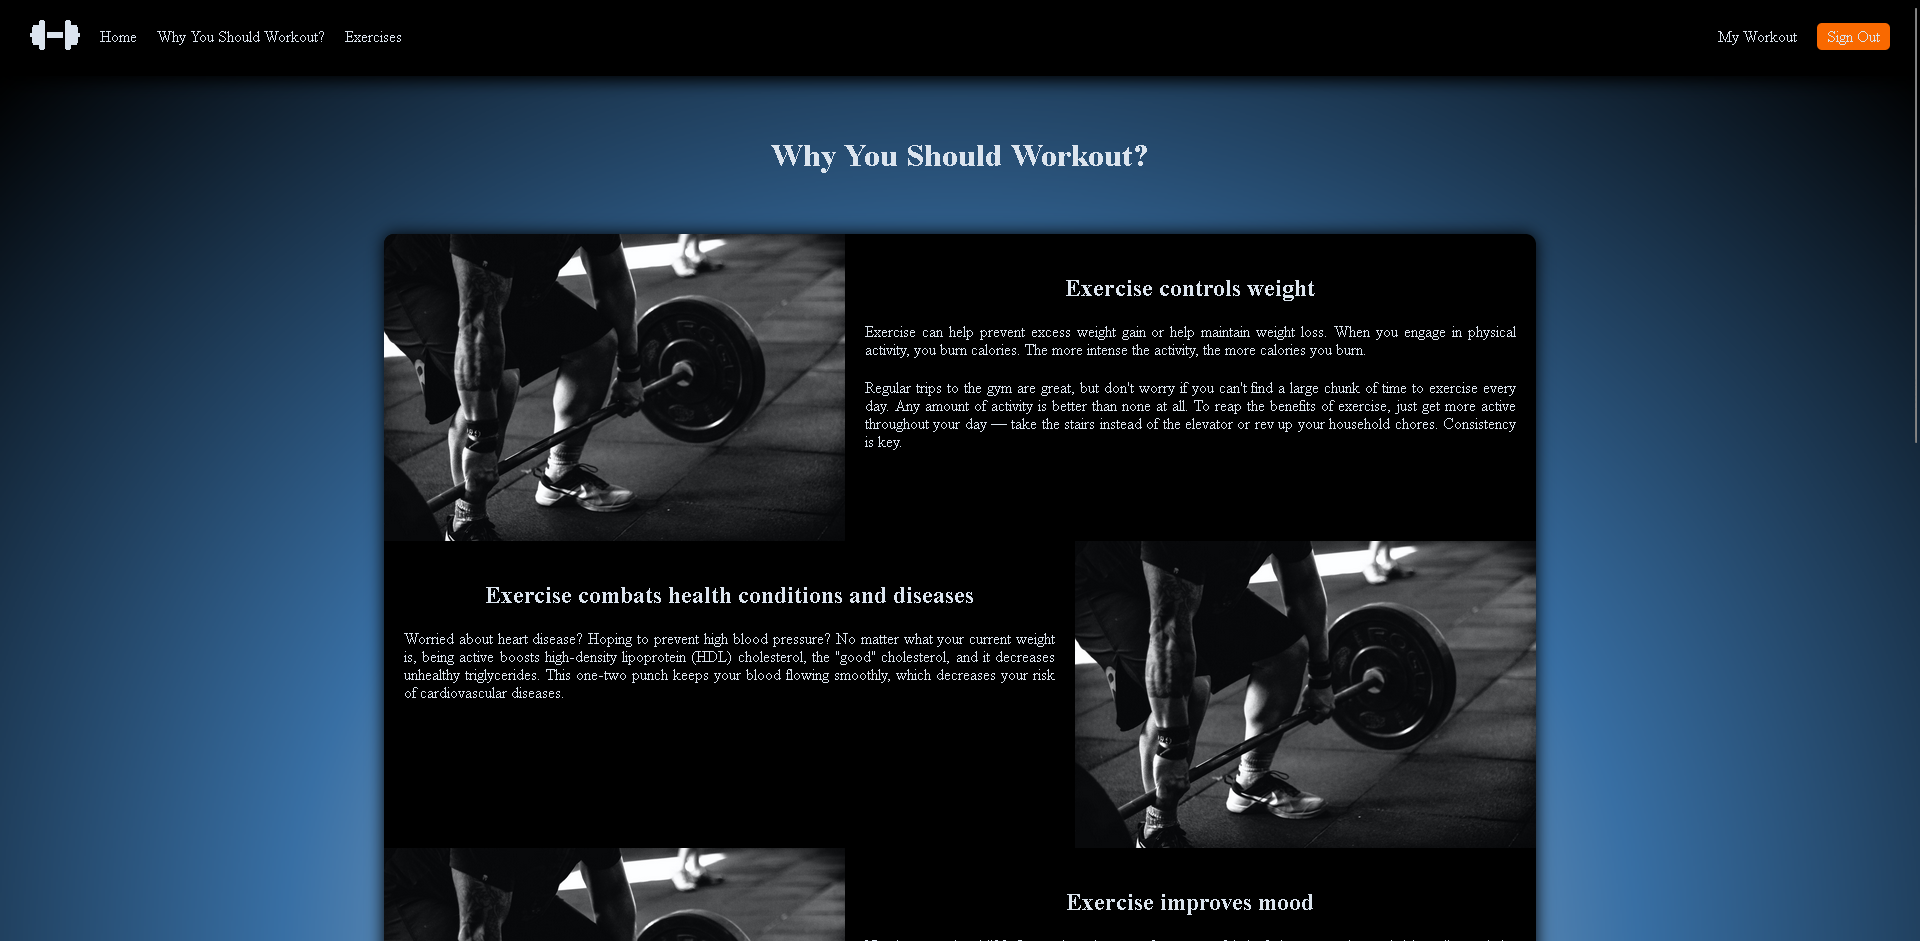 Home
Why You Should Workout?
Exercises
My Workout
Sign Out
Why You Should Workout?
Exercise controls weight
Exercise can help prevent excess weight gain or help maintain weight loss. When you engage in physical
activity, you burn calories. The more intense the activity, the more calories you burn.
Regular trips to the gym are great, but don't worry if you can't find a large chunk of time to exercise every
day. Any amount of activity is better than none at all. To reap the benefits of exercise, just get more active
throughout your day — take the stairs instead of the elevator or rev up your household chores. Consistency
is key.
Exercise combats health conditions and diseases
Worried about heart disease? Hoping to prevent high blood pressure? No matter what your current weight
is, being active boosts high-density lipoprotein (HDL) cholesterol, the "good" cholesterol, and it decreases
unhealthy triglycerides. This one-two punch keeps your blood flowing smoothly, which decreases your risk
of cardiovascular diseases.
Exercise improves mood